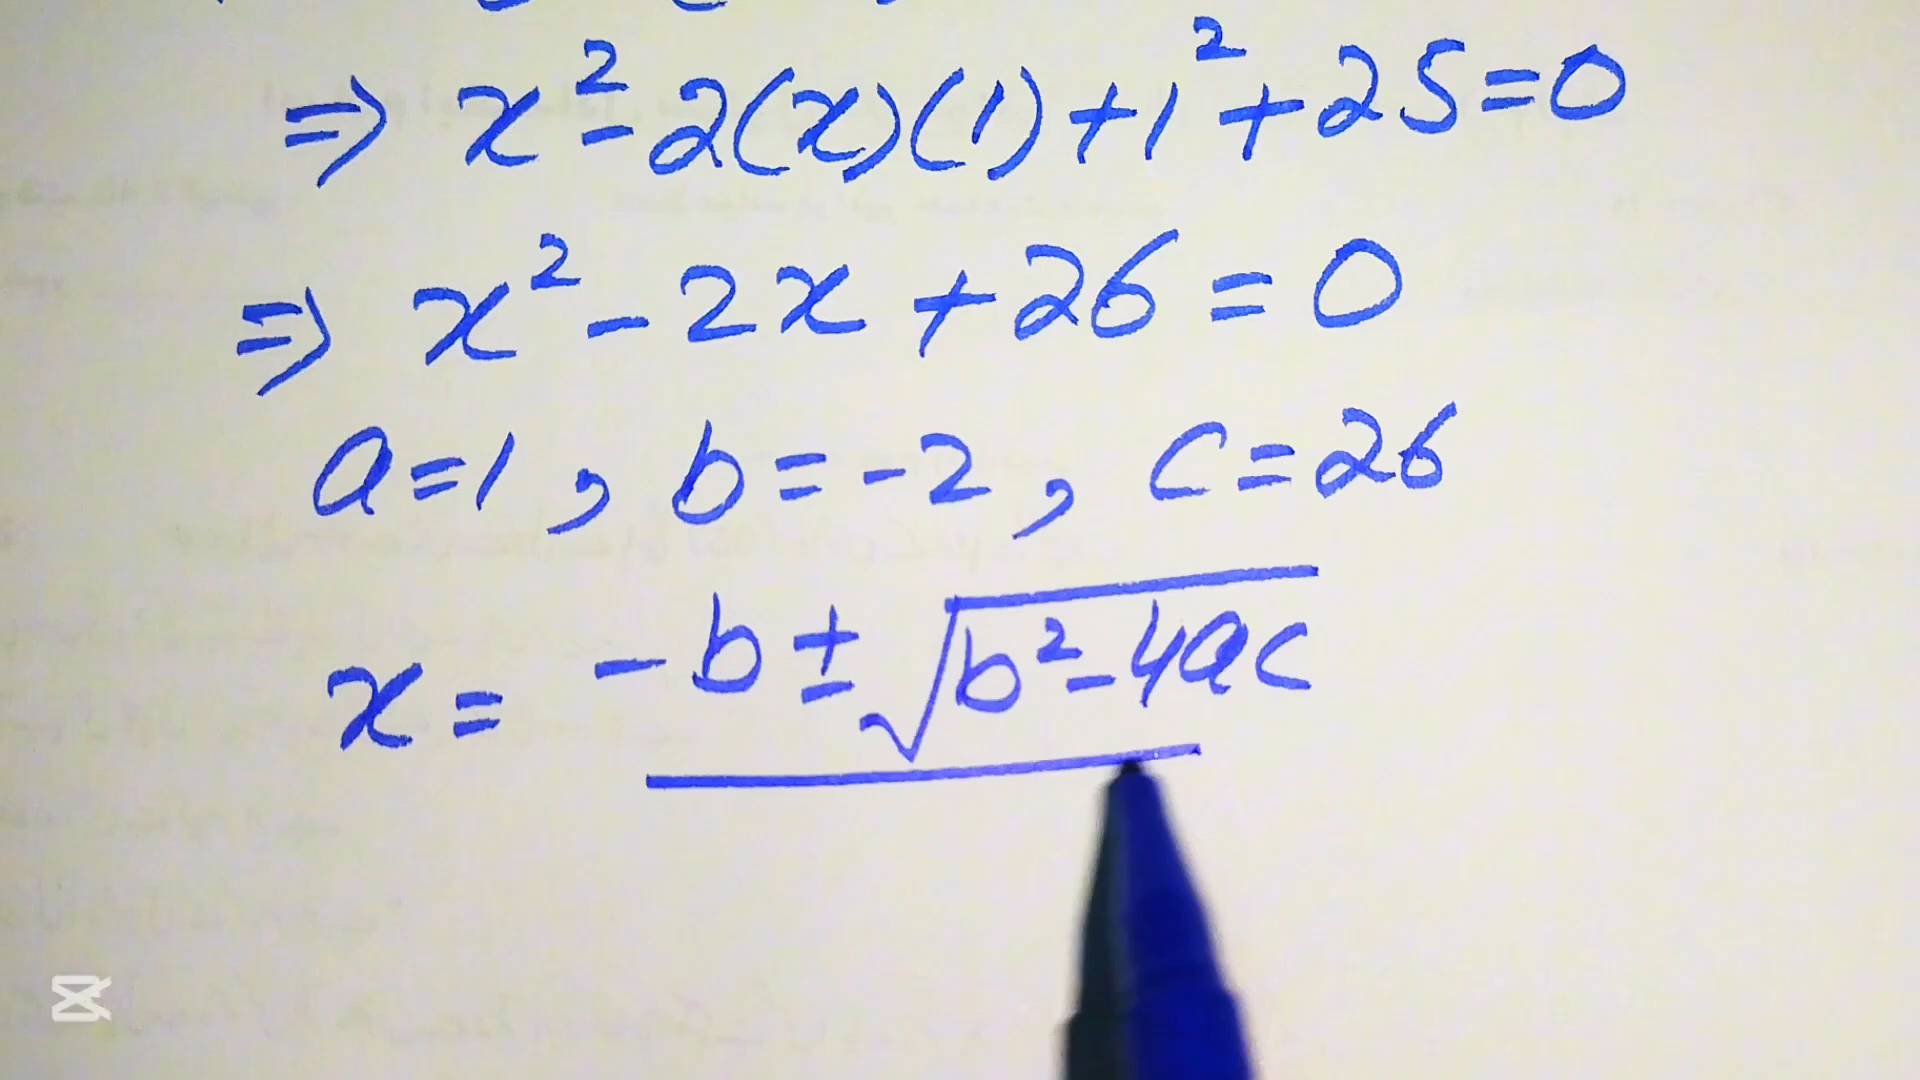 ⇒ x² - 2(x)(1) + 1² + 25 = 0
⇒ x² - 2x + 26 = 0
a = 1 , b = -2 , c = 26
x = -b ± √b² - 4ac